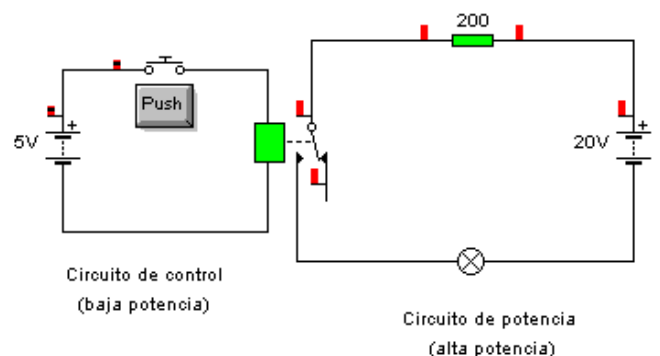 200
Push
5V
20V
Circuito de control
(baja potencia)
Circuito de potencia
(alta potencia)